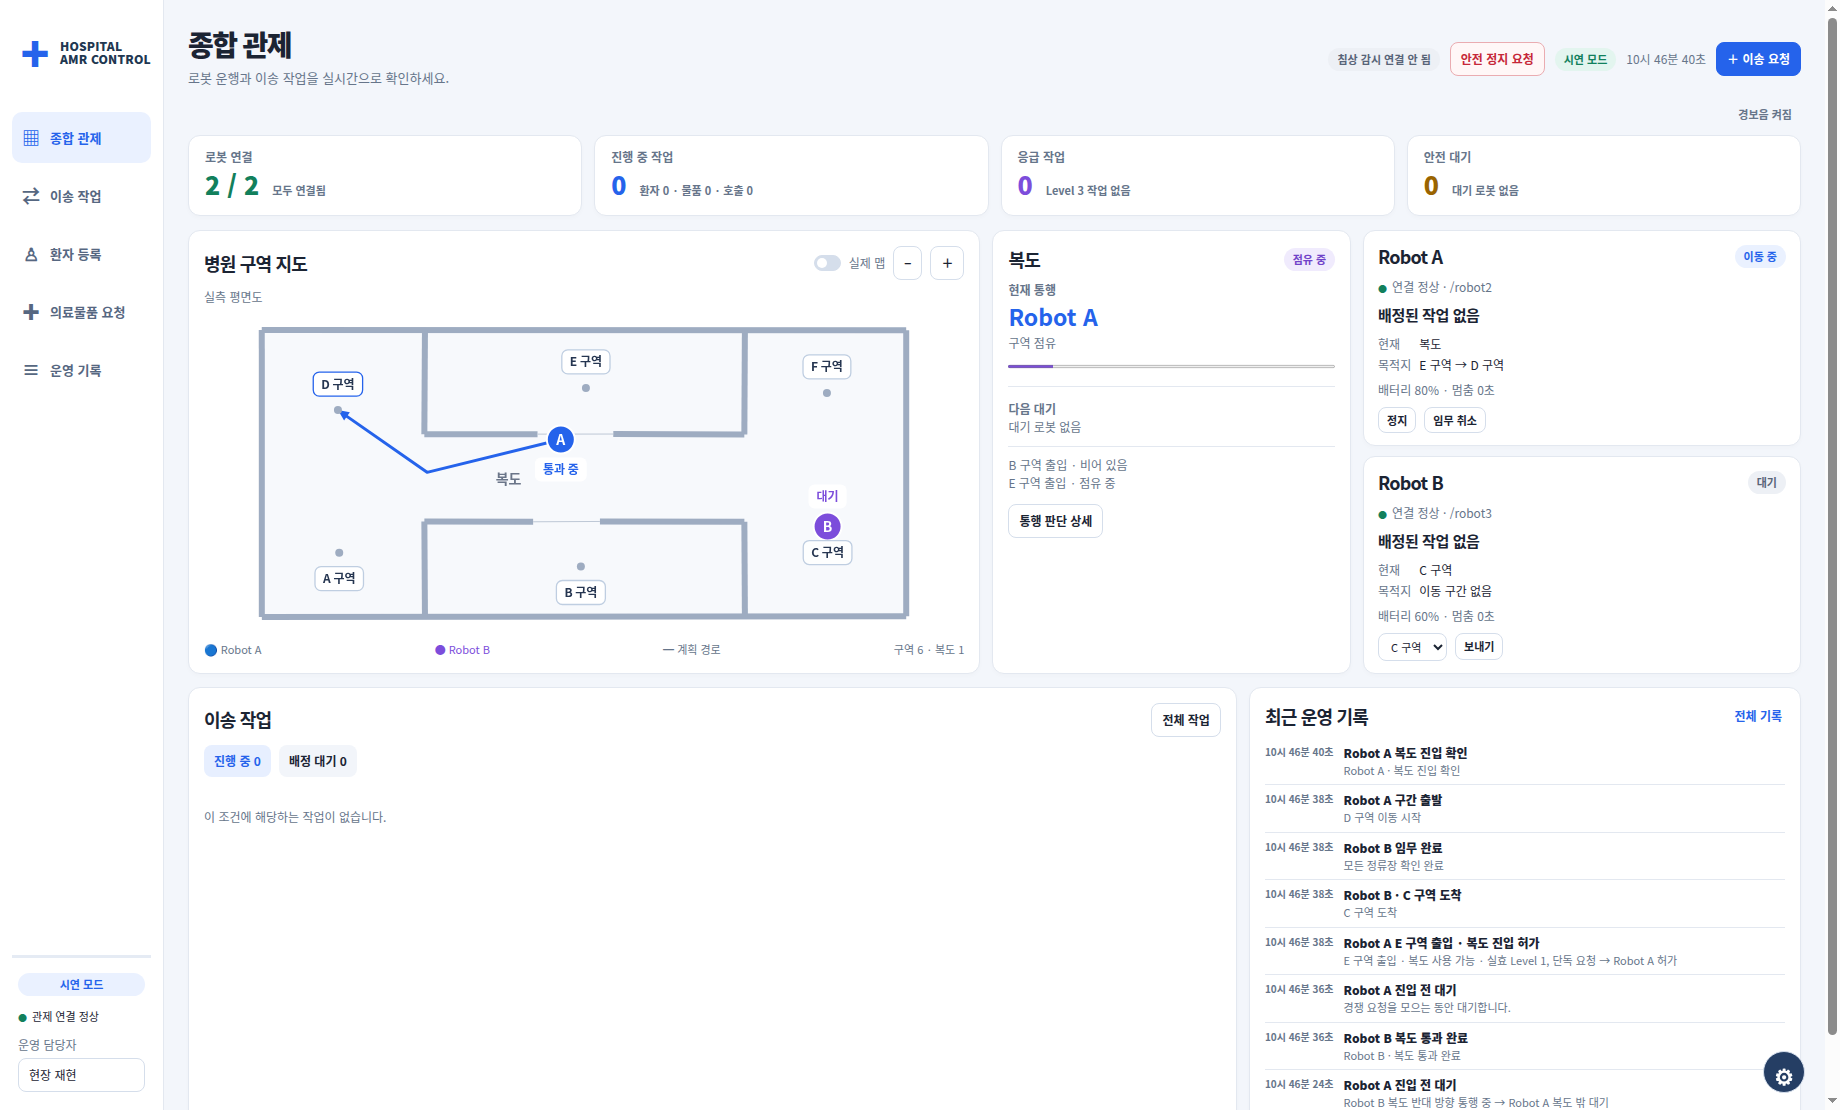 HOSPITAL
AMR CONTROL
종합 관제
이송 작업
환자 등록
의료물품 요청
운영 기록
시연 모드
관제 연결 정상
운영 담당자
현장 재현
종합 관제
로봇 운행과 이송 작업을 실시간으로 확인하세요.
침상 감시 연결 안 됨
안전 정지 요청
시연 모드
10시 46분 40초
+ 이송 요청
경보음 켜짐
로봇 연결
2 / 2 모두 연결됨
진행 중 작업
0 환자 0 · 물품 0 · 호출 0
응급 작업
0 Level 3 작업 없음
안전 대기
0 대기 로봇 없음
병원 구역 지도
실제 맵
−
+
실측 평면도
D 구역
E 구역
F 구역
A
통과 중
복도
대기
B
C 구역
A 구역
B 구역
Robot A
Robot B
계획 경로
구역 6 · 복도 1
복도
점유 중
현재 통행
Robot A
구역 점유
다음 대기
대기 로봇 없음
B 구역 출입 · 비어 있음
E 구역 출입 · 점유 중
통행 판단 상세
Robot A
이동 중
연결 정상 · /robot2
배정된 작업 없음
현재 복도
목적지 E 구역 → D 구역
배터리 80% · 멈춤 0초
정지
임무 취소
Robot B
대기
연결 정상 · /robot3
배정된 작업 없음
현재 C 구역
목적지 이동 구간 없음
배터리 60% · 멈춤 0초
C 구역
보내기
이송 작업
전체 작업
진행 중 0
배정 대기 0
이 조건에 해당하는 작업이 없습니다.
최근 운영 기록
전체 기록
10시 46분 40초 Robot A 복도 진입 확인
Robot A · 복도 진입 확인
10시 46분 38초 Robot A 구간 출발
D 구역 이동 시작
10시 46분 38초 Robot B 임무 완료
모든 정류장 확인 완료
10시 46분 38초 Robot B · C 구역 도착
C 구역 도착
10시 46분 38초 Robot A E 구역 출입 · 복도 진입 허가
E 구역 출입 · 복도 사용 가능 · 실효 Level 1, 단독 요청 → Robot A 허가
10시 46분 36초 Robot A 진입 전 대기
경쟁 요청을 모으는 동안 대기합니다.
10시 46분 36초 Robot B 복도 통과 완료
Robot B · 복도 통과 완료
10시 46분 24초 Robot A 진입 전 대기
Robot B 복도 반대 방향 통행 중 → Robot A 복도 밖 대기